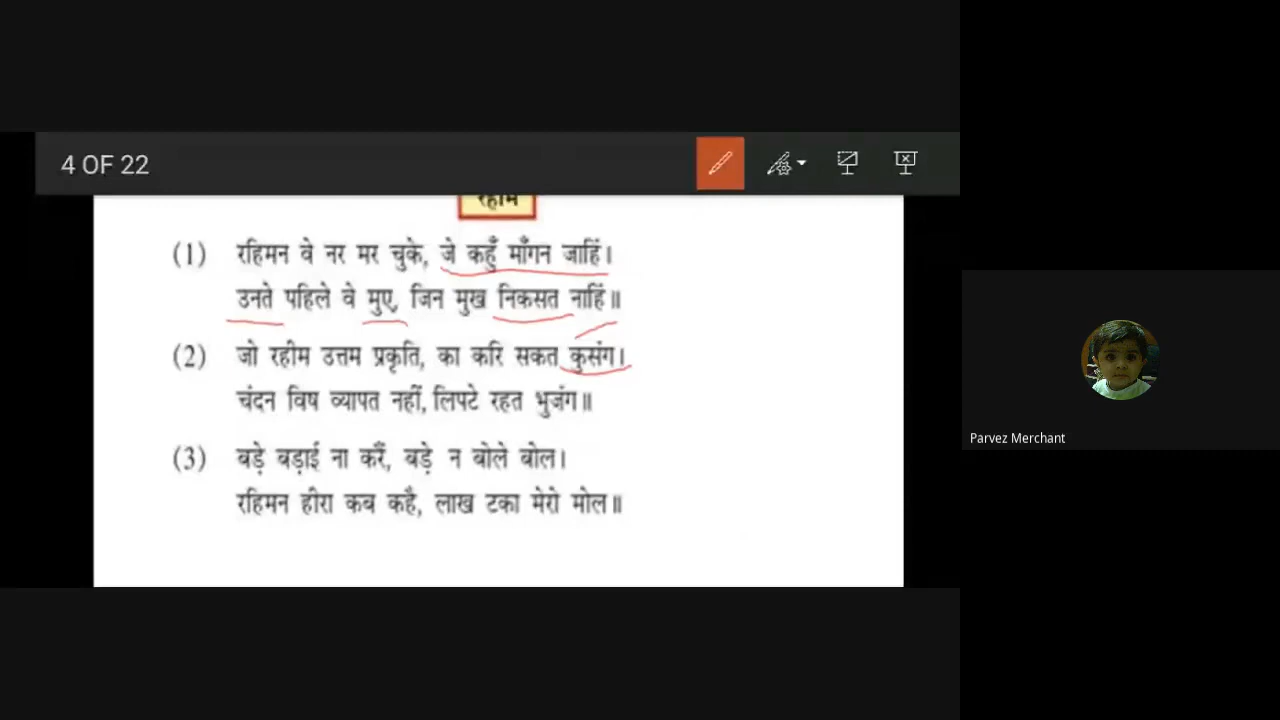 4 OF 22
रहीम
(1) रहिमन वे नर मर चुके, जे कहुँ माँगन जाहिं।
उनते पहिले वे मुए, जिन मुख निकसत नाहिं॥
(2) जो रहीम उत्तम प्रकृति, का करि सकत कुसंग।
चंदन विष व्यापत नहीं, लिपटे रहत भुजंग॥
(3) बड़े बड़ाई ना करैं, बड़े न बोले बोल।
रहिमन हीरा कब कहै, लाख टका मेरो मोल॥
Parvez Merchant